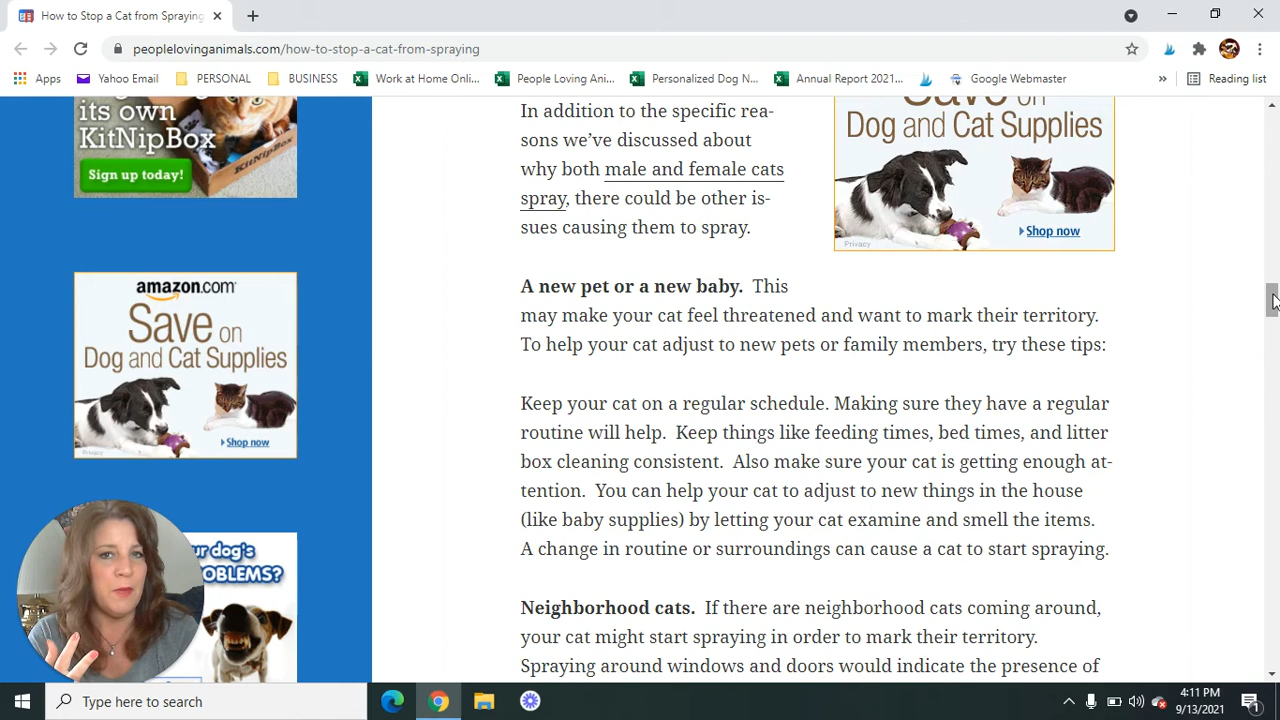 How to Stop a Cat from Spraying
peoplelovinganimals.com/how-to-stop-a-cat-from-spraying
Apps
Yahoo Email
PERSONAL
BUSINESS
Work at Home Onli...
People Loving Ani...
Personalized Dog N...
Annual Report 2021...
Google Webmaster
»
Reading list
its own
KitNipBox
Sign up today!
KitNipBox
amazon.com
Save on
Dog and Cat Supplies
Shop now
Privacy
ur dog's
ROBLEMS?
In addition to the specific rea-
sons we've discussed about
why both male and female cats
spray, there could be other is-
sues causing them to spray.
Save on
Dog and Cat Supplies
Shop now
Privacy
A new pet or a new baby. This
may make your cat feel threatened and want to mark their territory.
To help your cat adjust to new pets or family members, try these tips:
Keep your cat on a regular schedule. Making sure they have a regular
routine will help. Keep things like feeding times, bed times, and litter
box cleaning consistent. Also make sure your cat is getting enough at-
tention. You can help your cat to adjust to new things in the house
(like baby supplies) by letting your cat examine and smell the items.
A change in routine or surroundings can cause a cat to start spraying.
Neighborhood cats. If there are neighborhood cats coming around,
your cat might start spraying in order to mark their territory.
Spraying around windows and doors would indicate the presence of
Type here to search
4:11 PM
9/13/2021
1